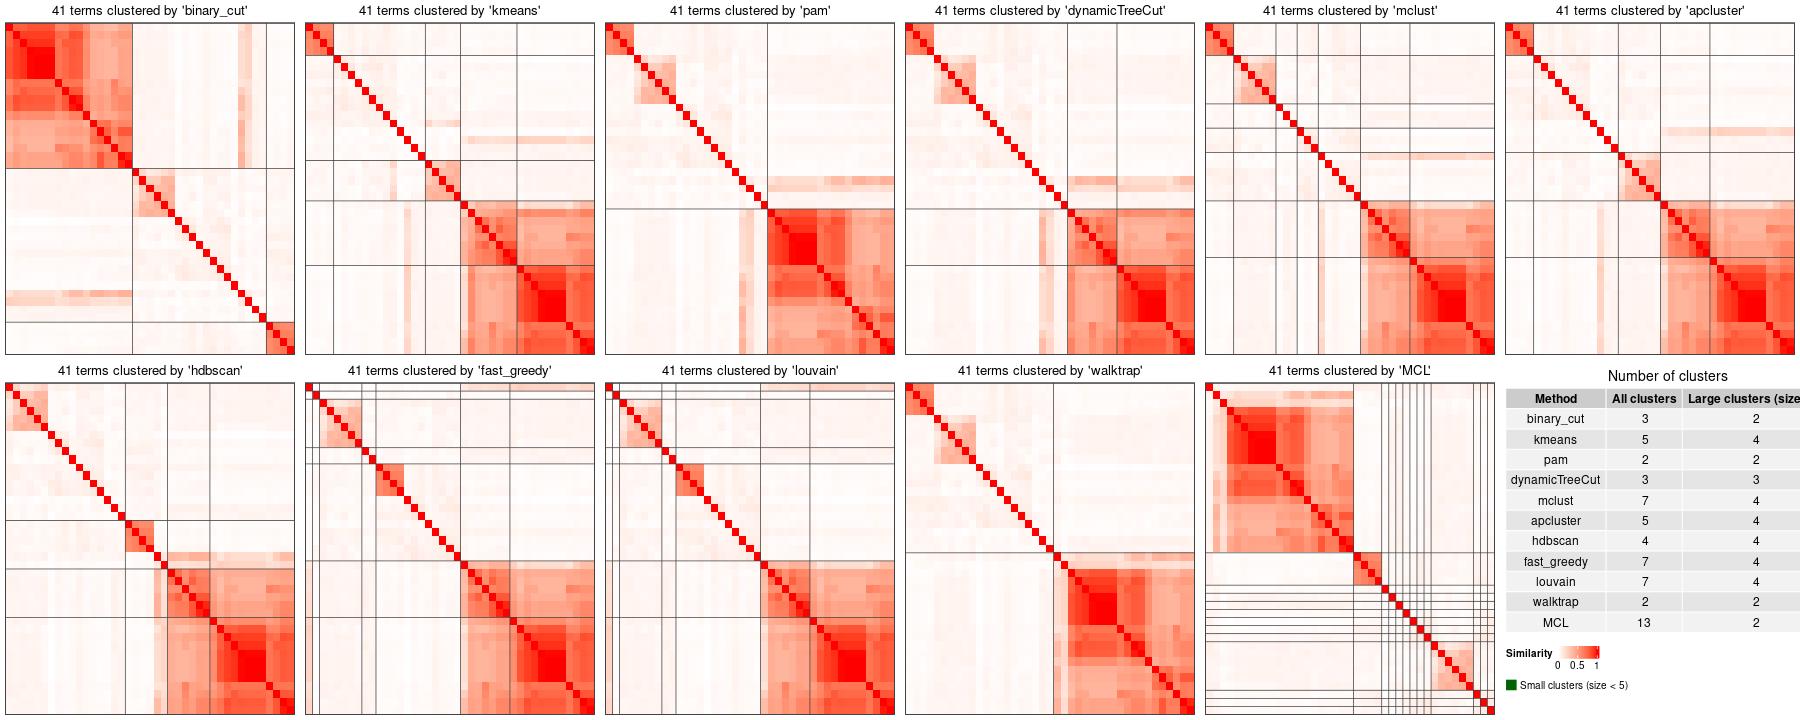 41 terms clustered by 'binary_cut'
41 terms clustered by 'kmeans'
41 terms clustered by 'pam'
41 terms clustered by 'dynamicTreeCut'
41 terms clustered by 'mclust'
41 terms clustered by 'apcluster'
41 terms clustered by 'hdbscan'
41 terms clustered by 'fast_greedy'
41 terms clustered by 'louvain'
41 terms clustered by 'walktrap'
41 terms clustered by 'MCL'
Number of clusters
Method All clusters Large clusters (size
binary_cut 3 2
kmeans 5 4
pam 2 2
dynamicTreeCut 3 3
mclust 7 4
apcluster 5 4
hdbscan 4 4
fast_greedy 7 4
louvain 7 4
walktrap 2 2
MCL 13 2
Similarity
0 0.5 1
Small clusters (size < 5)